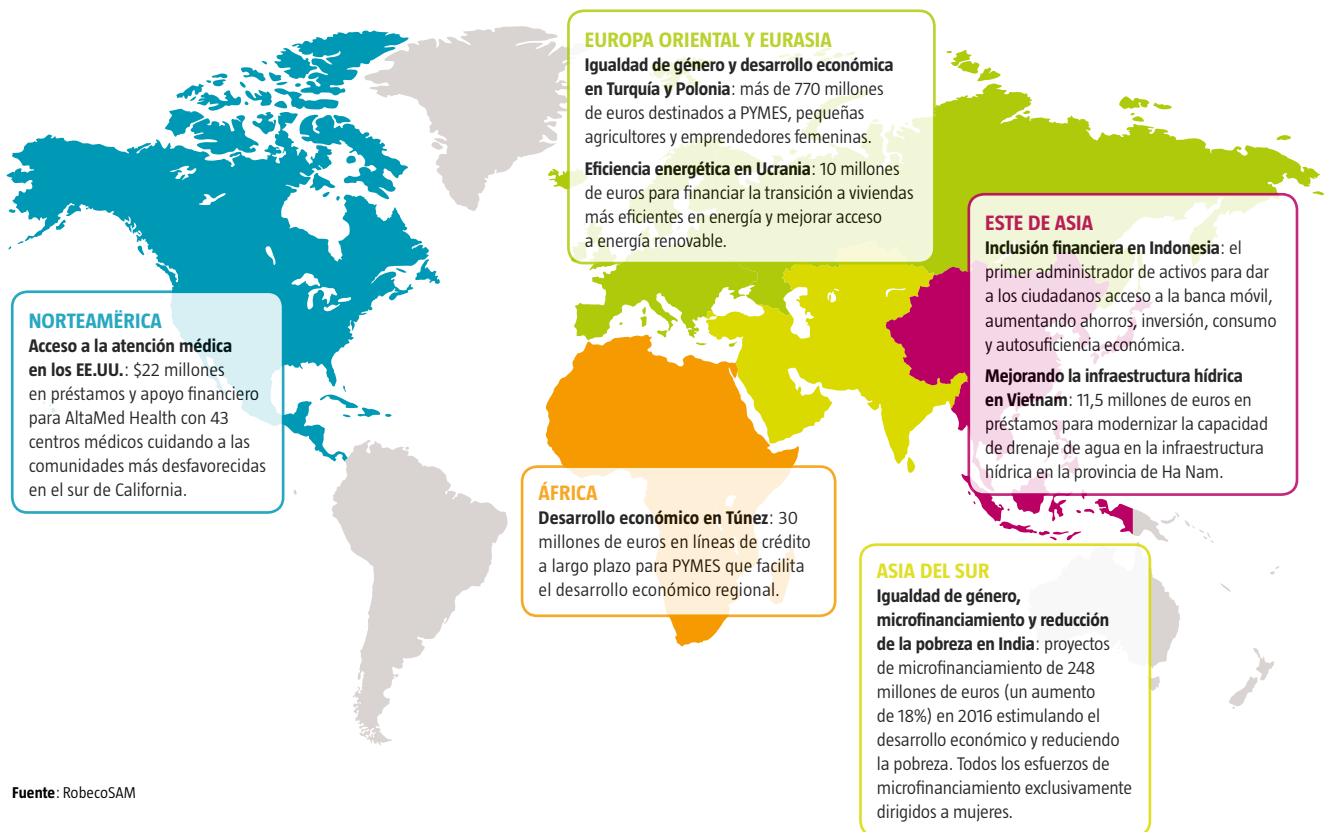 EUROPA ORIENTAL Y EURASIA
Igualdad de género y desarrollo económica
en Turquía y Polonia: más de 770 millones
de euros destinados a PYMES, pequeñas
agricultores y emprendedores femeninas.
Eficiencia energética en Ucrania: 10 millones
de euros para financiar la transición a viviendas
más eficientes en energía y mejorar acceso
a energía renovable.
ESTE DE ASIA
Inclusión financiera en Indonesia: el
primer administrador de activos para dar
a los ciudadanos acceso a la banca móvil,
aumentando ahorros, inversión, consumo
y autosuficiencia económica.
Mejorando la infraestructura hídrica
en Vietnam: 11,5 millones de euros en
préstamos para modernizar la capacidad
de drenaje de agua en la infraestructura
hídrica en la provincia de Ha Nam.
NORTEAMËRICA
Acceso a la atención médica
en los EE.UU.: $22 millones
en préstamos y apoyo financiero
para AltaMed Health con 43
centros médicos cuidando a las
comunidades más desfavorecidas
en el sur de California.
ÁFRICA
Desarrollo económico en Túnez: 30
millones de euros en líneas de crédito
a largo plazo para PYMES que facilita
el desarrollo económico regional.
ASIA DEL SUR
Igualdad de género,
microfinanciamiento y reducción
de la pobreza en India: proyectos
de microfinanciamiento de 248
millones de euros (un aumento
de 18%) en 2016 estimulando el
desarrollo económico y reduciendo
la pobreza. Todos los esfuerzos de
microfinanciamiento exclusivamente
dirigidos a mujeres.
Fuente: RobecoSAM